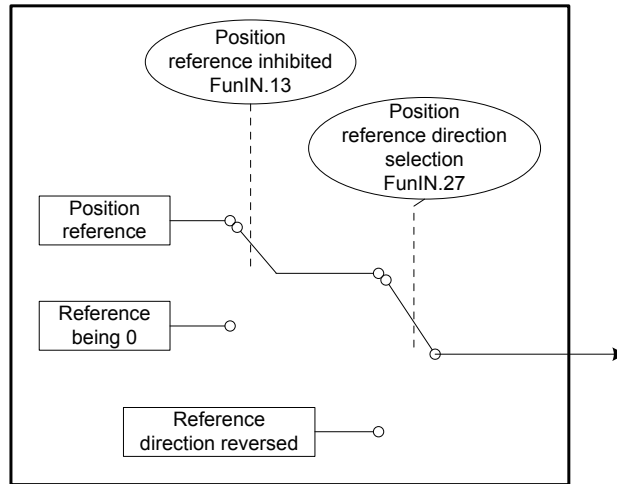 Position
reference inhibited
FunIN.13
Position
reference direction
selection
FunIN.27
Position
reference
Reference
being 0
Reference
direction reversed